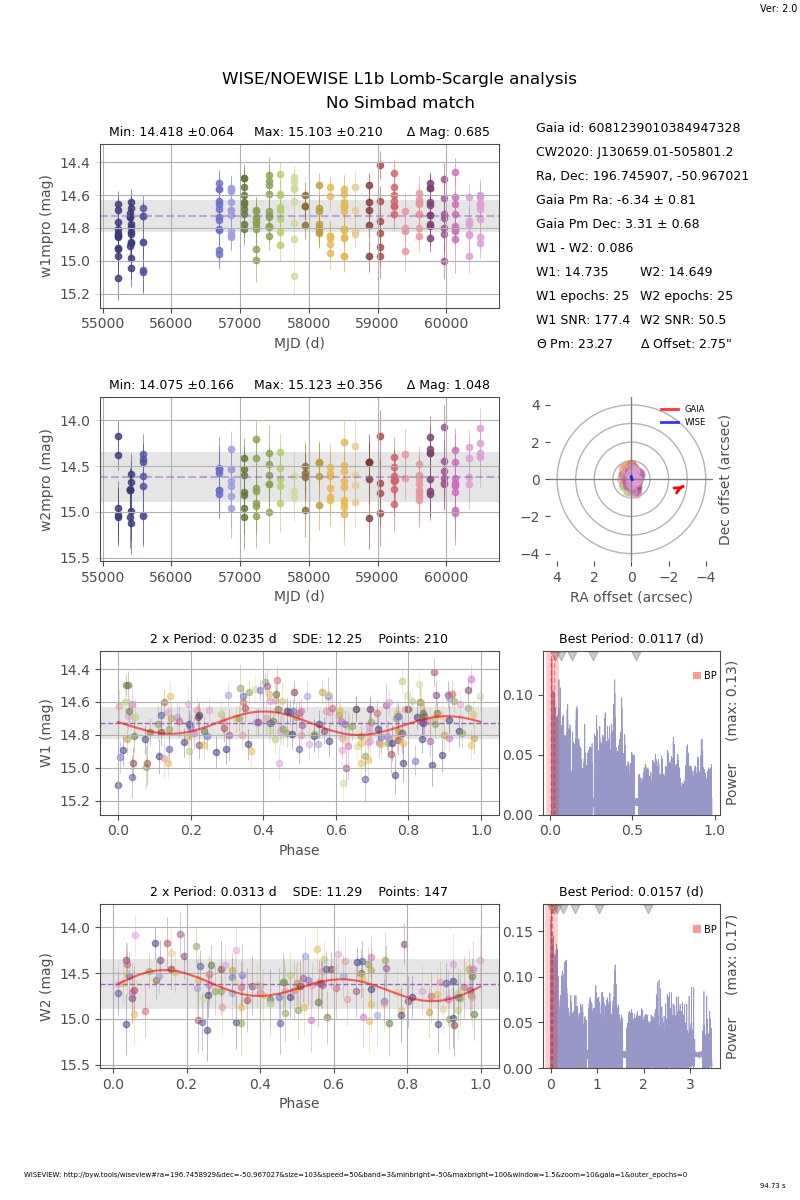 Ver: 2.0
WISE/NOEWISE L1b Lomb-Scargle analysis
No Simbad match
Min: 14.418 ±0.064 Max: 15.103 ±0.210 Δ Mag: 0.685
14.4
14.6
14.8
15.0
15.2
w1mpro (mag)
55000 56000 57000 58000 59000 60000
MJD (d)
Gaia id: 6081239010384947328
CW2020: J130659.01-505801.2
Ra, Dec: 196.745907, -50.967021
Gaia Pm Ra: -6.34 ± 0.81
Gaia Pm Dec: 3.31 ± 0.68
W1 - W2: 0.086
W1: 14.735 W2: 14.649
W1 epochs: 25 W2 epochs: 25
W1 SNR: 177.4 W2 SNR: 50.5
Θ Pm: 23.27 Δ Offset: 2.75"
Min: 14.075 ±0.166 Max: 15.123 ±0.356 Δ Mag: 1.048
14.0
14.5
15.0
15.5
w2mpro (mag)
55000 56000 57000 58000 59000 60000
MJD (d)
GAIA
WISE
4
2
0
−2
−4
4 2 0 −2 −4
RA offset (arcsec)
Dec offset (arcsec)
2 x Period: 0.0235 d SDE: 12.25 Points: 210
14.4
14.6
14.8
15.0
15.2
W1 (mag)
0.0 0.2 0.4 0.6 0.8 1.0
Phase
Best Period: 0.0117 (d)
BP
0.10
0.05
0.00
0.0 0.5 1.0
Power (max: 0.13)
2 x Period: 0.0313 d SDE: 11.29 Points: 147
14.0
14.5
15.0
15.5
W2 (mag)
0.0 0.2 0.4 0.6 0.8 1.0
Phase
Best Period: 0.0157 (d)
BP
0.15
0.10
0.05
0.00
0 1 2 3
Power (max: 0.17)
WISEVIEW: http://byw.tools/wiseview#ra=196.7458929&dec=-50.967027&size=103&speed=50&band=3&minbright=-50&maxbright=100&window=1.5&zoom=10&gaia=1&outer_epochs=0
94.73 s